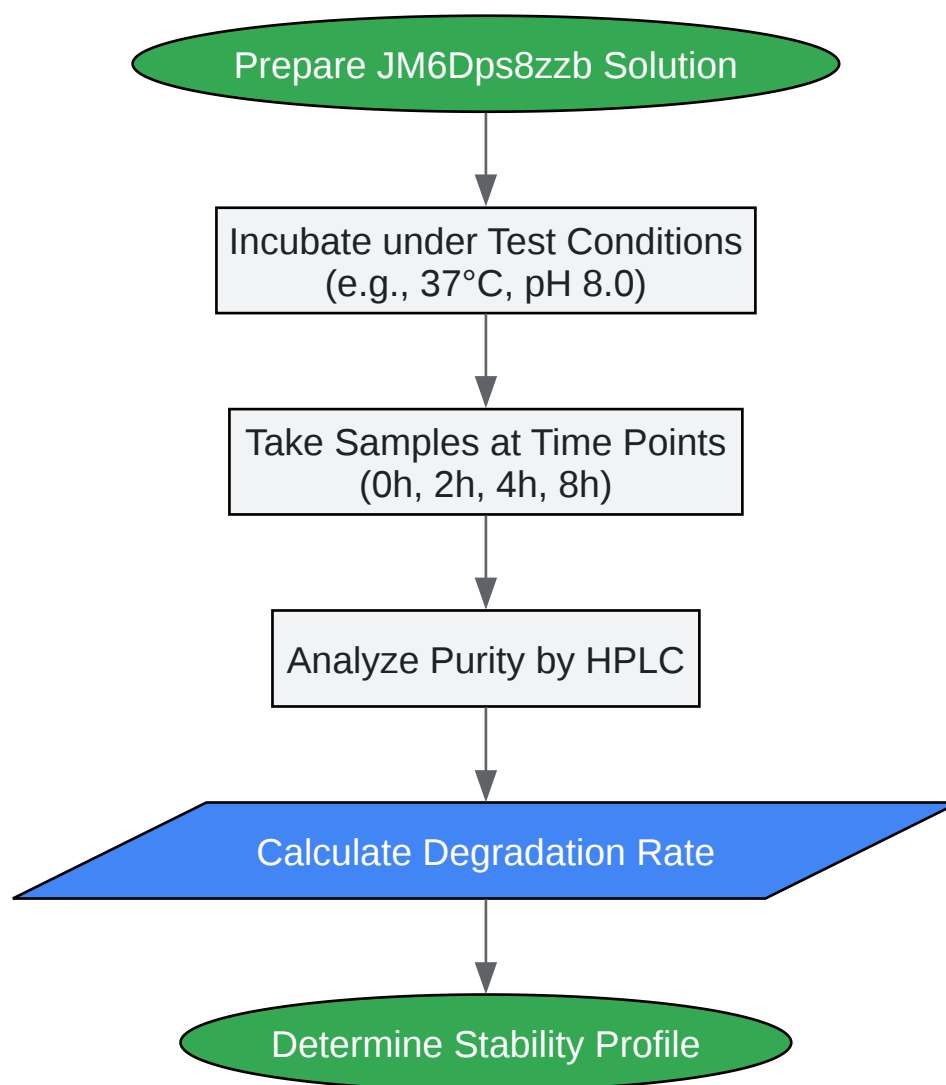 Prepare JM6Dps8zzb Solution
Incubate under Test Conditions
(e.g., 37°C, pH 8.0)
Take Samples at Time Points
(0h, 2h, 4h, 8h)
Analyze Purity by HPLC
Calculate Degradation Rate
Determine Stability Profile